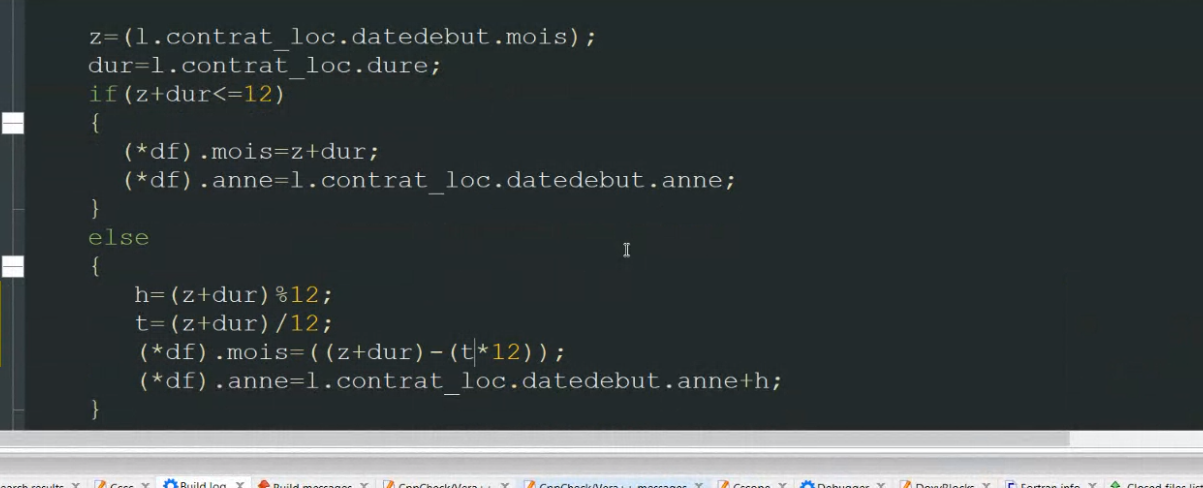 z=(l.contrat_loc.datedebut.mois);
dur=l.contrat_loc.dure;
if(z+dur<=12)
{
(*df).mois=z+dur;
(*df).anne=l.contrat_loc.datedebut.anne;
}
else
{
h=(z+dur)%12;
t=(z+dur)/12;
(*df).mois=((z+dur)-(t*12));
(*df).anne=l.contrat_loc.datedebut.anne+h;
}
results X Cccc X Build log X Build messages X CppCheck/Vera++ X CppCheck/Vera++ messages X Cscope X Debugger X DoxyBlocks X Fortran info X Closed files list